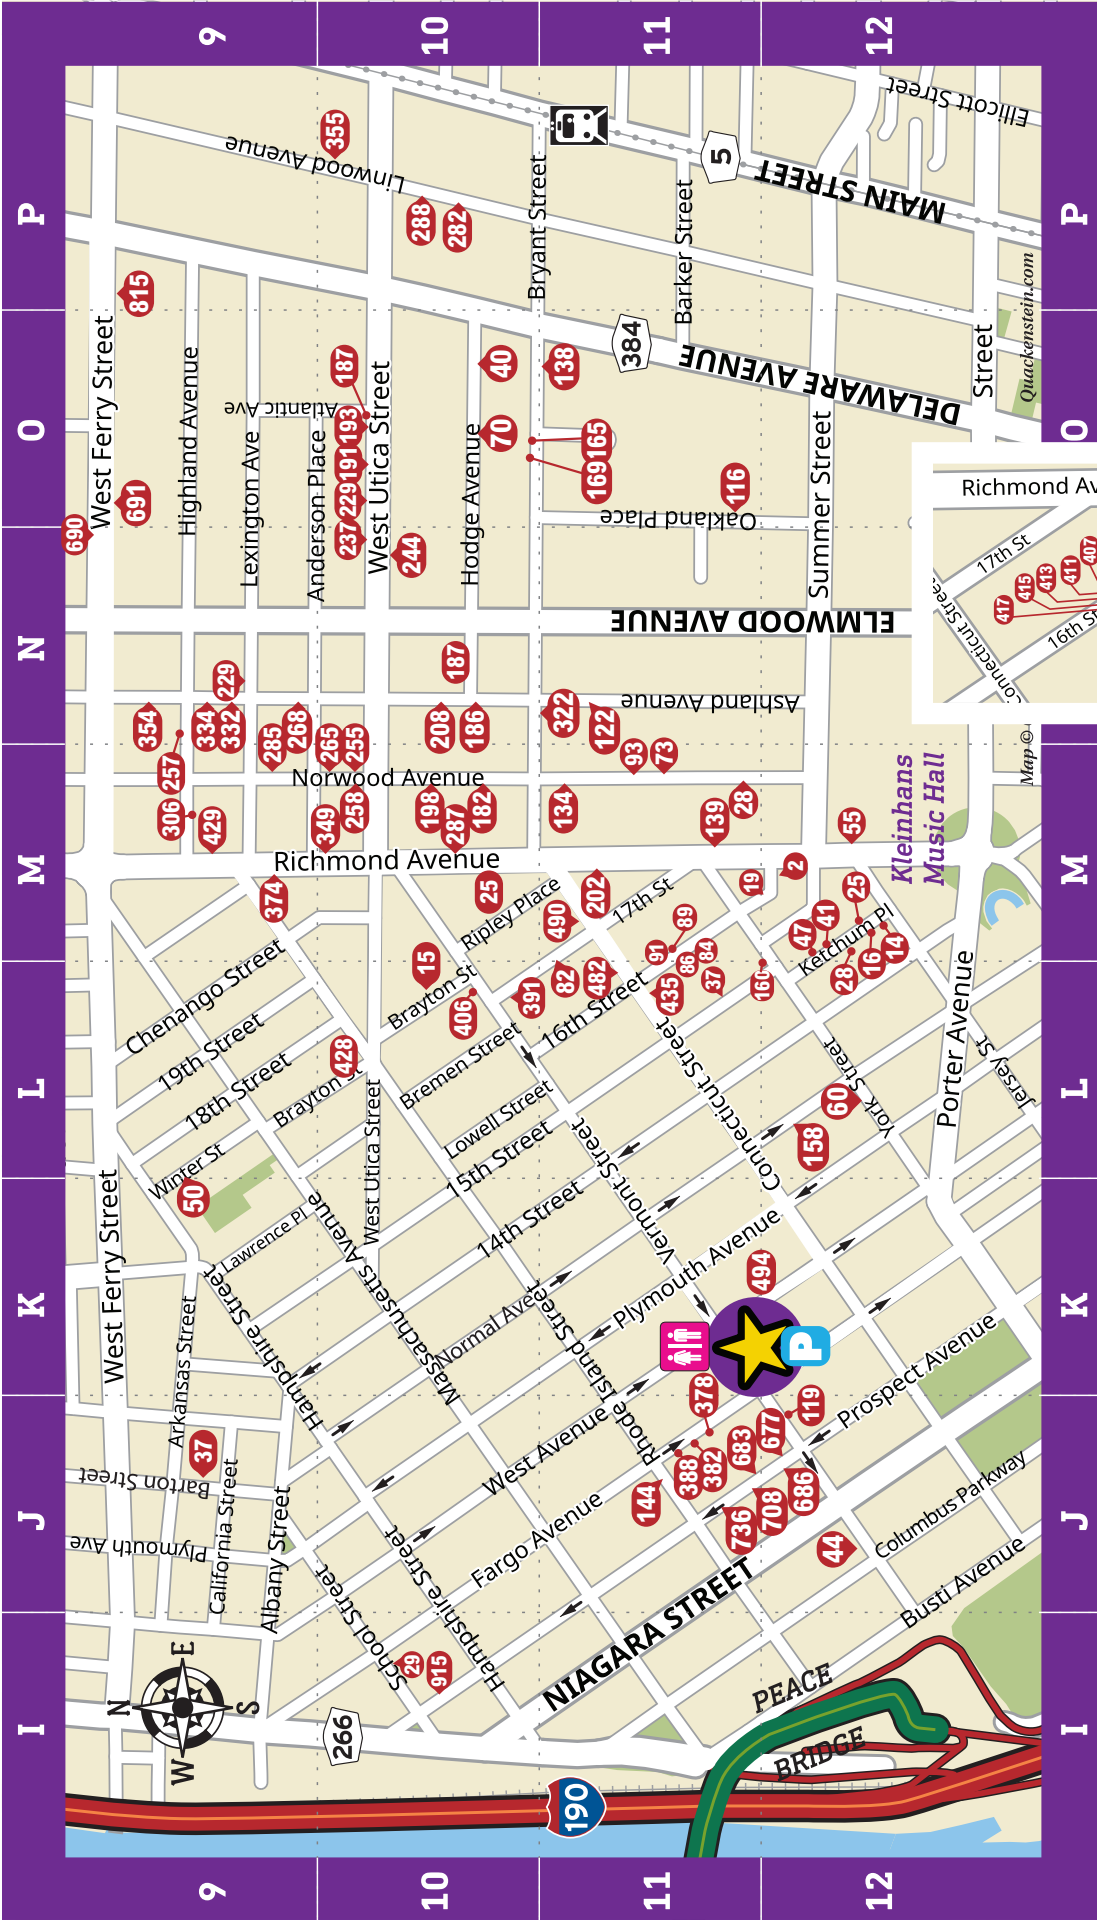 9
10
11
12
P
O
N
M
L
K
J
I
P
O
M
L
K
J
I
9
10
11
12
N
E
S
W
West Ferry Street
West Ferry Street
Highland Avenue
Lexington Ave
Anderson Place
Atlantic Ave
West Utica Street
West Utica Street
Hodge Avenue
Linwood Avenue
Bryant Street
Barker Street
Summer Street
Street
Oakland Place
Ellicott Street
MAIN STREET
5
DELAWARE AVENUE
384
ELMWOOD AVENUE
Ashland Avenue
Norwood Avenue
Richmond Avenue
Quackenstein.com
Map ©
Richmond Av
17th St
16th St
Connecticut Street
417
415
413
411
407
Kleinhans
Music Hall
Ripley Place
17th St
16th Street
Brayton St
Brayton St
Bremen Street
Lowell Street
15th Street
14th Street
Chenango Street
19th Street
18th Street
Winter St
Lawrence Pl
Massachusetts Avenue
Normal Ave
Hampshire Street
Hampshire Street
Arkansas Street
Barton Street
Plymouth Ave
California Street
Albany Street
School Street
West Avenue
Fargo Avenue
Rhode Island Street
Vermont Street
Connecticut Street
Plymouth Avenue
Prospect Avenue
Columbus Parkway
Busti Avenue
NIAGARA STREET
Porter Avenue
York Street
Jersey St
Ketchum Pl
PEACE
BRIDGE
266
190
P
355
288
282
815
187
193
191
229
237
244
40
70
138
165
169
116
690
691
354
334
332
229
257
306
429
285
268
265
255
349
258
187
208
186
198
287
182
322
122
93
73
134
139
28
55
374
25
490
202
19
2
15
406
391
82
482
435
91
89
86
84
37
160
47
41
25
28
16
14
428
50
60
158
494
37
378
388
382
144
683
677
119
736
708
686
44
29
915